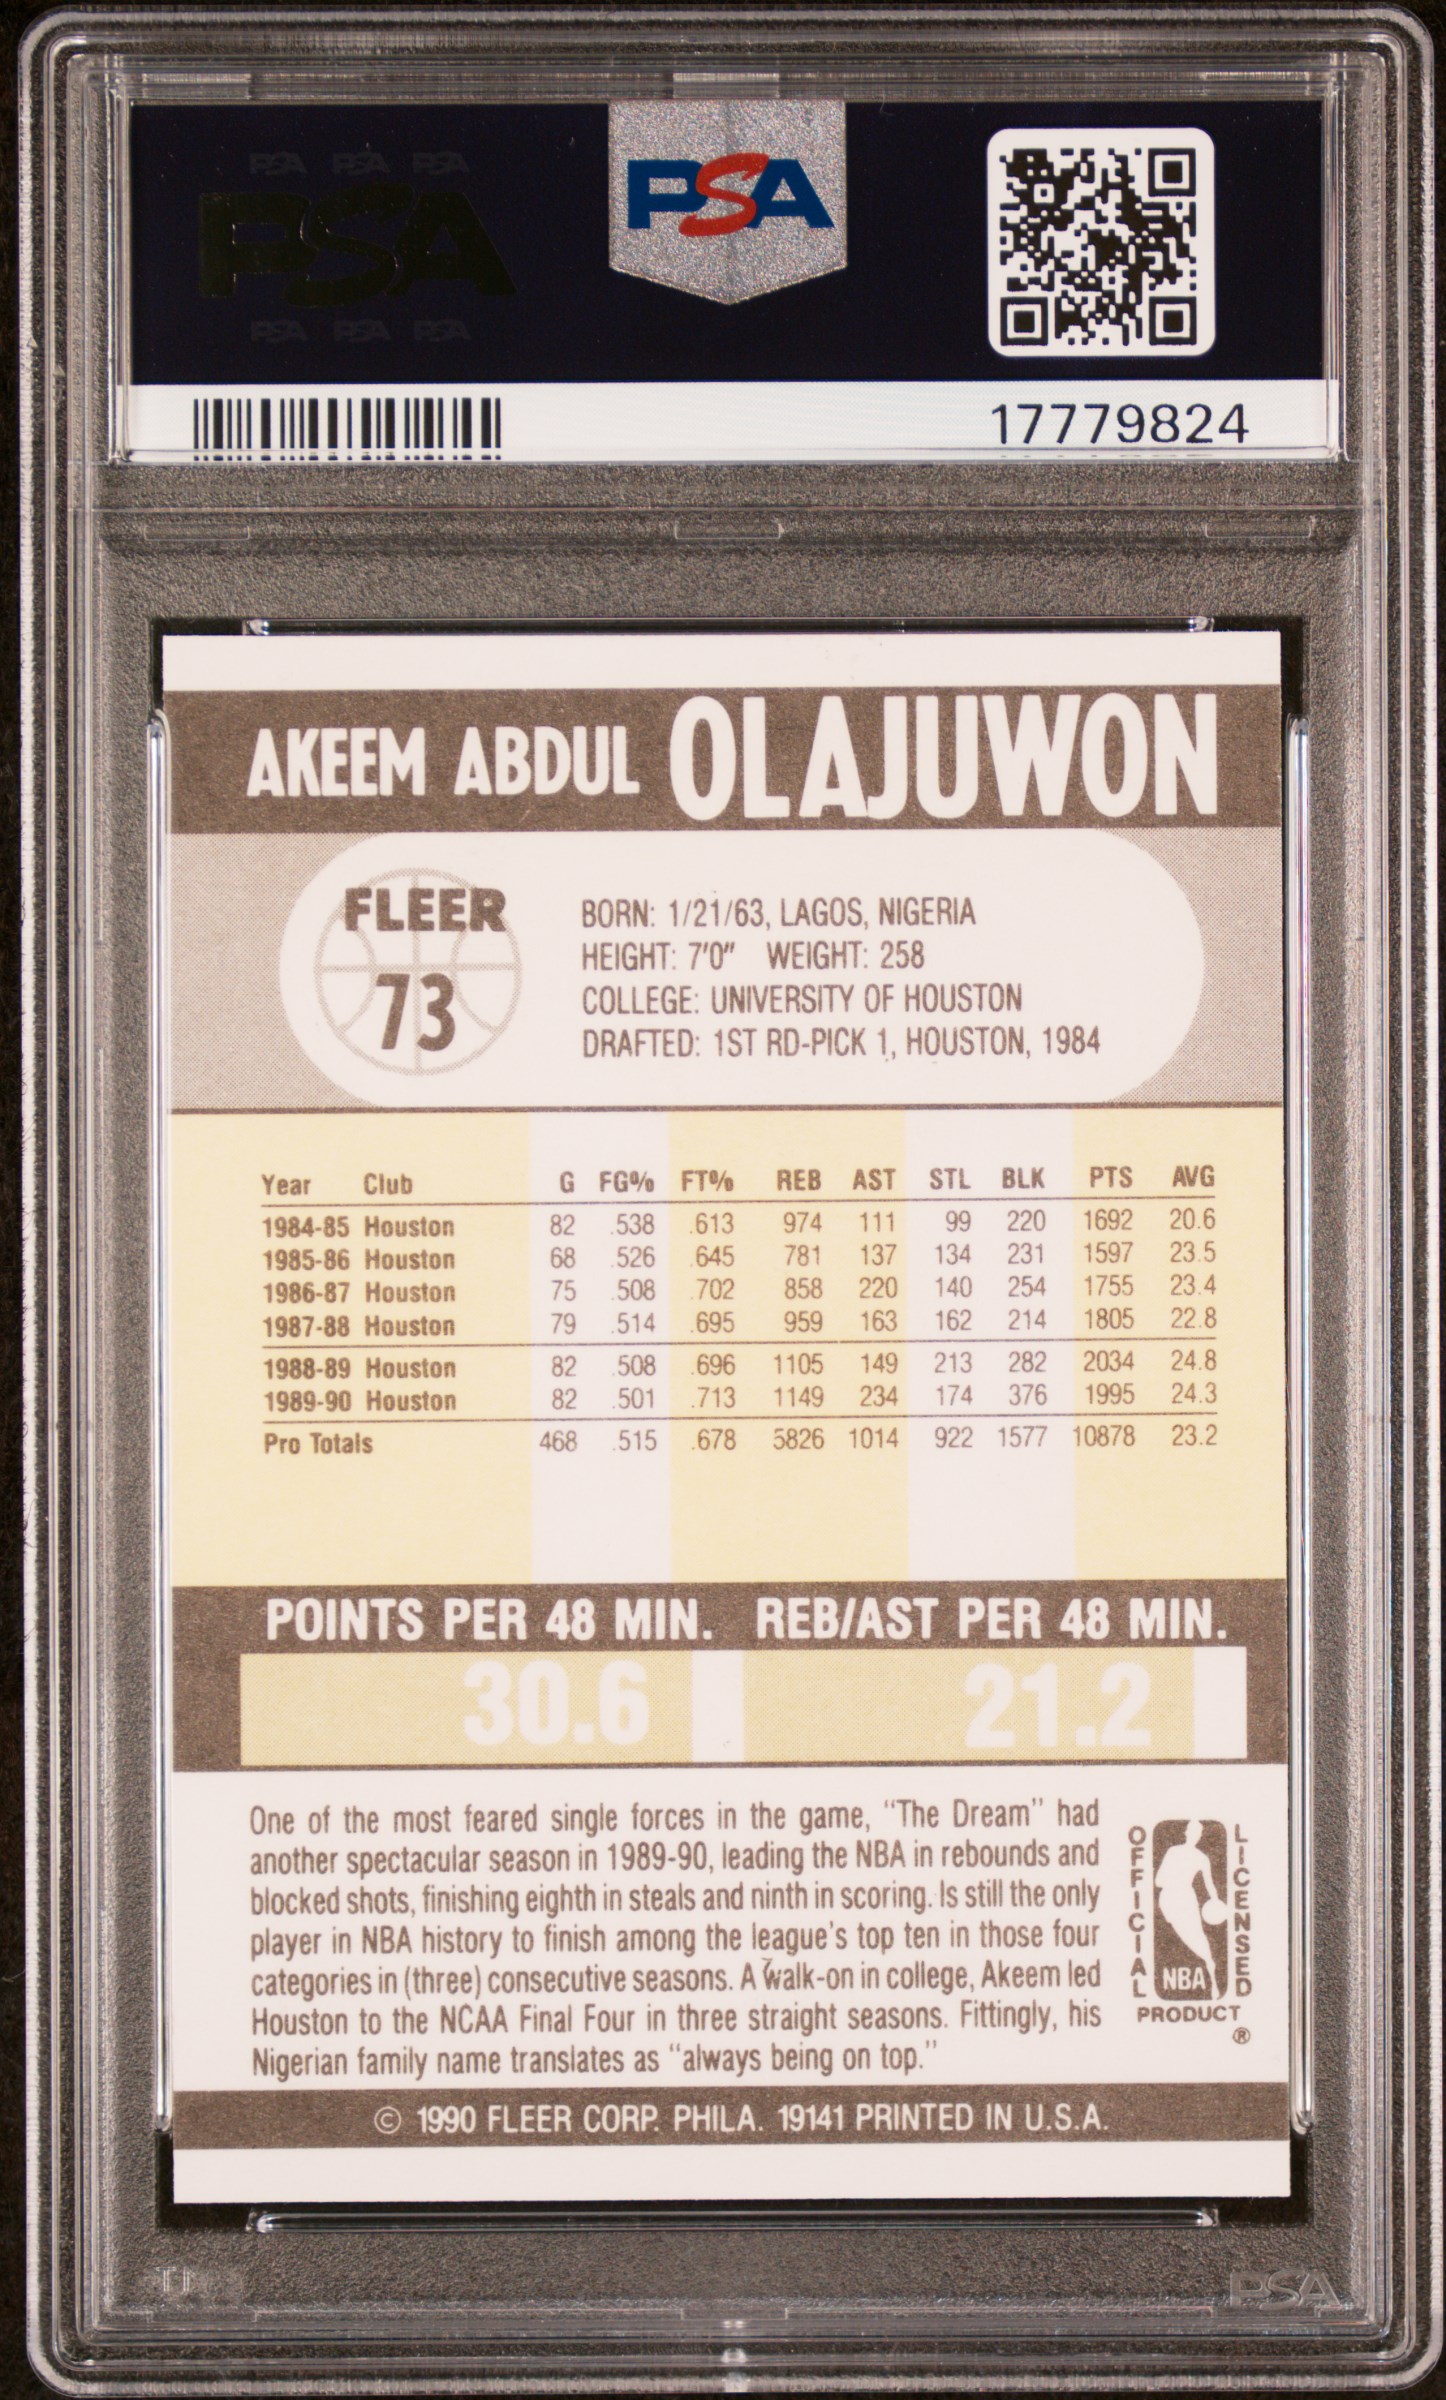 PSA PSA PSA
PSA
PSA PSA PSA
PSA
17779824
AKEEM ABDUL OLAJUWON
FLEER
73
BORN: 1/21/63, LAGOS, NIGERIA
HEIGHT: 7'0" WEIGHT: 258
COLLEGE: UNIVERSITY OF HOUSTON
DRAFTED: 1ST RD-PICK 1, HOUSTON, 1984
Year Club G FG% FT% REB AST STL BLK PTS AVG
1984-85 Houston 82 .538 .613 974 111 99 220 1692 20.6
1985-86 Houston 68 .526 .645 781 137 134 231 1597 23.5
1986-87 Houston 75 .508 .702 858 220 140 254 1755 23.4
1987-88 Houston 79 .514 .695 959 163 162 214 1805 22.8
1988-89 Houston 82 .508 .696 1105 149 213 282 2034 24.8
1989-90 Houston 82 .501 .713 1149 234 174 376 1995 24.3
Pro Totals 468 .515 .678 5826 1014 922 1577 10878 23.2
POINTS PER 48 MIN. REB/AST PER 48 MIN.
30.6 21.2
One of the most feared single forces in the game, "The Dream" had
another spectacular season in 1989-90, leading the NBA in rebounds and
blocked shots, finishing eighth in steals and ninth in scoring. Is still the only
player in NBA history to finish among the league's top ten in those four
categories in (three) consecutive seasons. A walk-on in college, Akeem led
Houston to the NCAA Final Four in three straight seasons. Fittingly, his
Nigerian family name translates as "always being on top."
OFFICIAL
LICENSED
NBA
PRODUCT
®
© 1990 FLEER CORP. PHILA. 19141 PRINTED IN U.S.A.
PSA